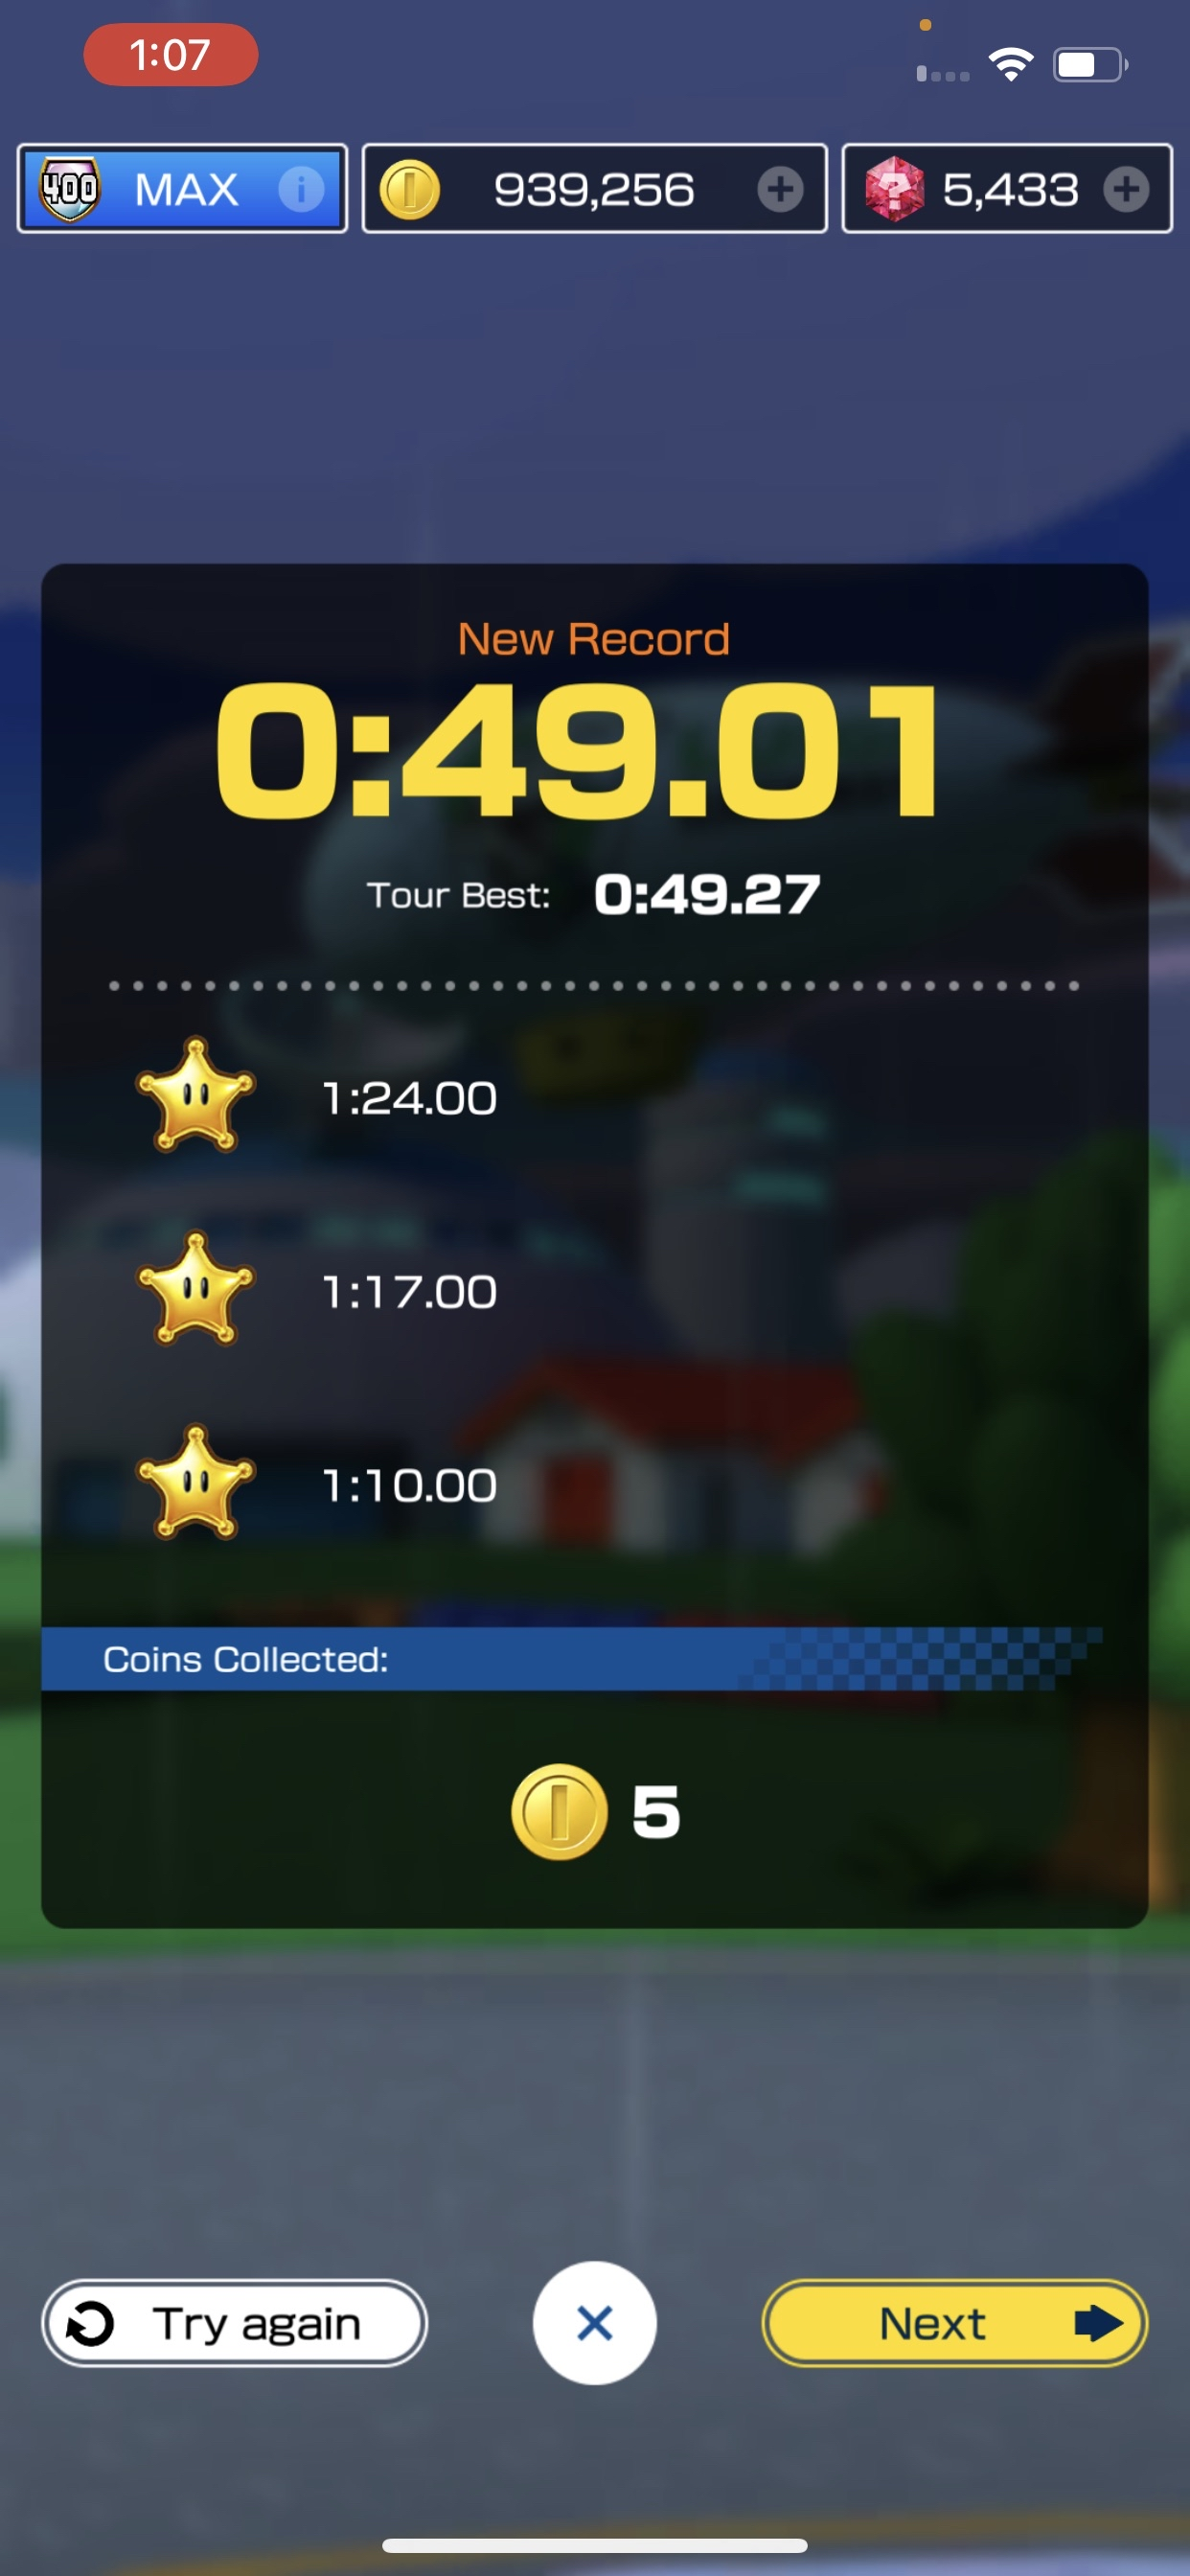 1:07
400 MAX i 939,256 + 5,433 +
New Record
0:49.01
Tour Best: 0:49.27
1:24.00
1:17.00
1:10.00
Coins Collected:
5
Try again × Next